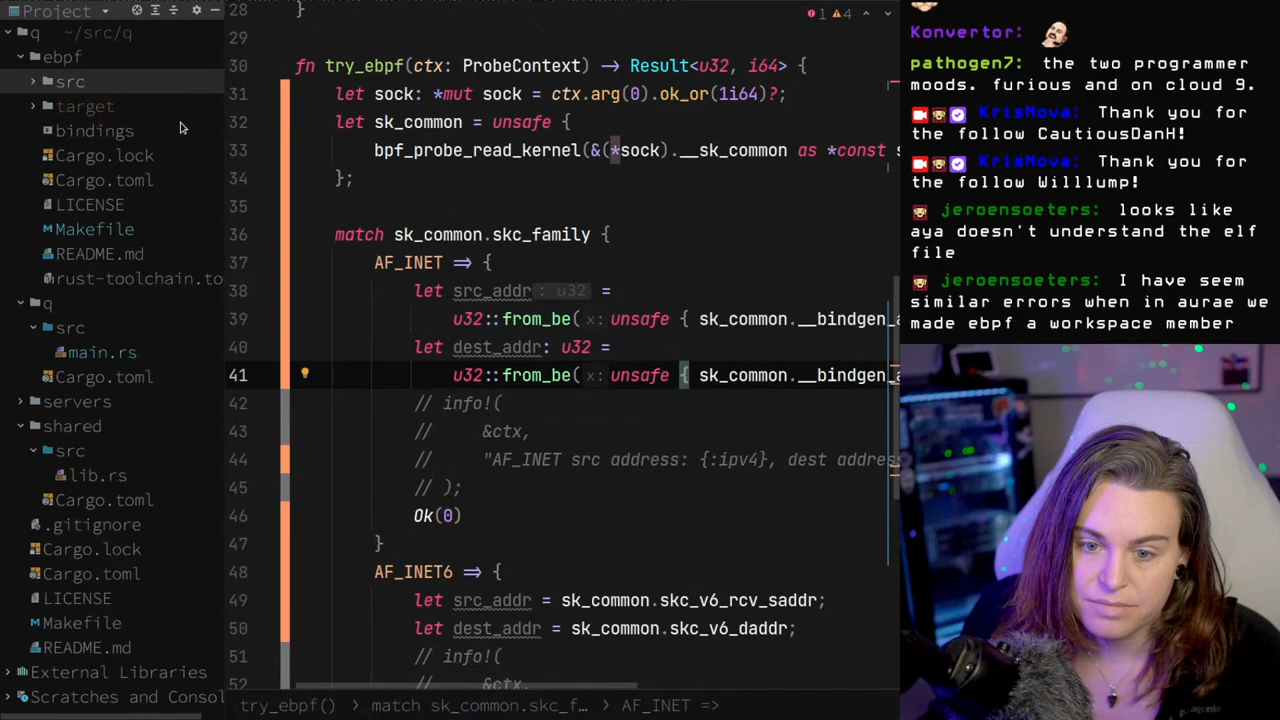 Project
q ~/src/q
ebpf
src
target
bindings
Cargo.lock
Cargo.toml
LICENSE
Makefile
README.md
rust-toolchain.to
q
src
main.rs
Cargo.toml
servers
shared
src
lib.rs
Cargo.toml
.gitignore
Cargo.lock
Cargo.toml
LICENSE
Makefile
README.md
External Libraries
Scratches and Consol
1 4
28 }
29
30 fn try_ebpf(ctx: ProbeContext) -> Result<u32, i64> {
31 let sock: *mut sock = ctx.arg(0).ok_or(1i64)?;
32 let sk_common = unsafe {
33 bpf_probe_read_kernel(&(*sock).__sk_common as *const s
34 };
35
36 match sk_common.skc_family {
37 AF_INET => {
38 let src_addr: u32 =
39 u32::from_be( x: unsafe { sk_common.__bindgen_a
40 let dest_addr: u32 =
41 u32::from_be( x: unsafe { sk_common.__bindgen_a
42 // info!(
43 // &ctx,
44 // "AF_INET src address: {:ipv4}, dest addres
45 // );
46 Ok(0)
47 }
48 AF_INET6 => {
49 let src_addr = sk_common.skc_v6_rcv_saddr;
50 let dest_addr = sk_common.skc_v6_daddr;
51 // info!(
// &ctx,
try_ebpf() match sk_common.skc_f… AF_INET =>
Konvertor:
pathogen7: the two programmer
moods. furious and on cloud 9.
KrisNova: Thank you for
the follow CautiousDanH!
KrisNova: Thank you for
the follow Willlump!
jeroensoeters: looks like
aya doesn't understand the elf
file
jeroensoeters: I have seem
similar errors when in aurae we
made ebpf a workspace member